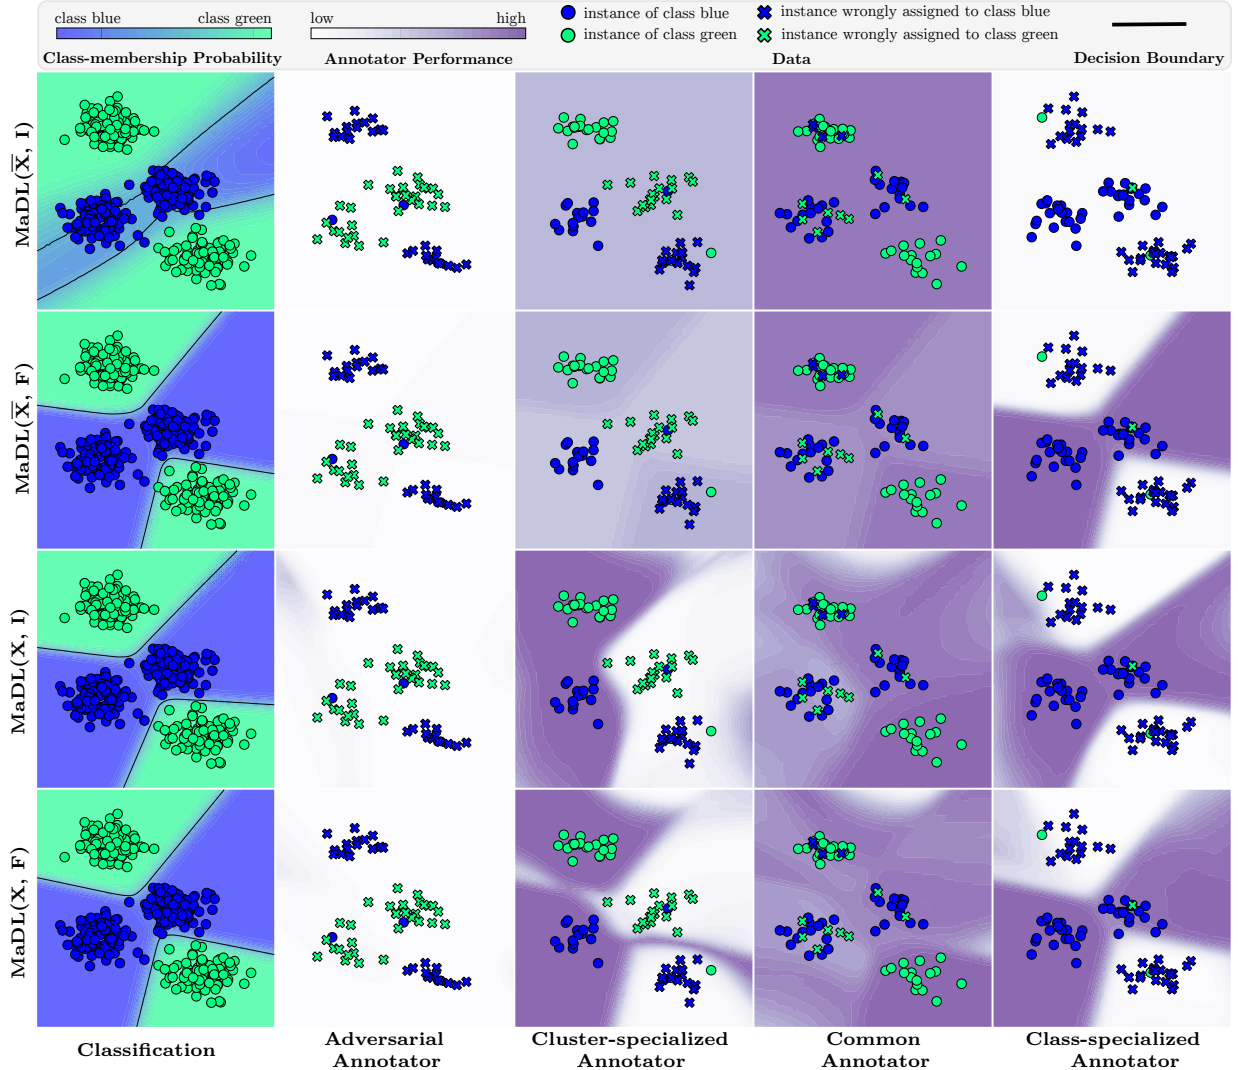 class blue class green
Class-membership Probability
low high
Annotator Performance
instance of class blue
instance of class green
instance wrongly assigned to class blue
instance wrongly assigned to class green
Data
Decision Boundary
MaDL(X̅, I)
MaDL(X̅, F)
MaDL(X, I)
MaDL(X, F)
Classification
Adversarial
Annotator
Cluster-specialized
Annotator
Common
Annotator
Class-specialized
Annotator